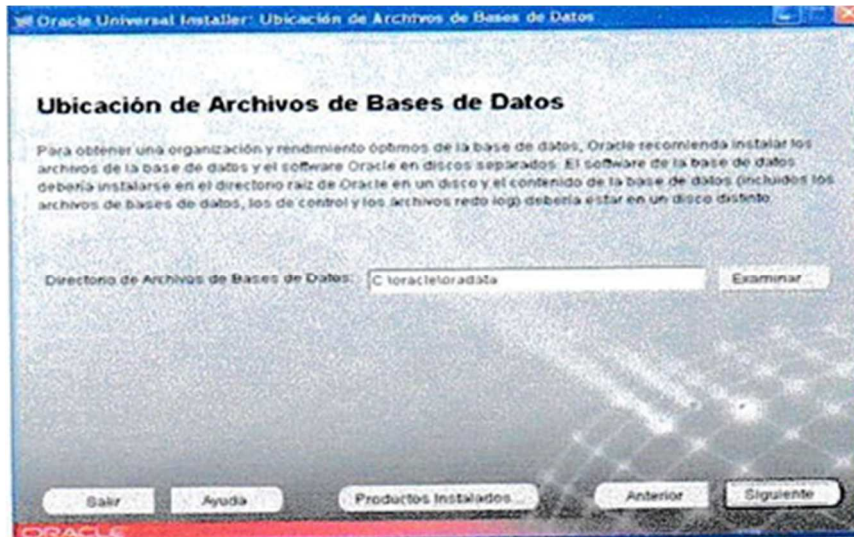 Oracle Universal Installer: Ubicación de Archivos de Bases de Datos
Ubicación de Archivos de Bases de Datos
Para obtener una organización y rendimiento óptimos de la base de datos, Oracle recomienda instalar los
archivos de la base de datos y el software Oracle en discos separados. El software de la base de datos
debería instalarse en el directorio raíz de Oracle en un disco y el contenido de la base de datos (incluidos los
archivos de bases de datos, los de control y los archivos redo log) debería estar en un disco distinto.
Directorio de Archivos de Bases de Datos: C:\oracle\oradata Examinar...
Salir Ayuda Productos Instalados... Anterior Siguiente
ORACLE